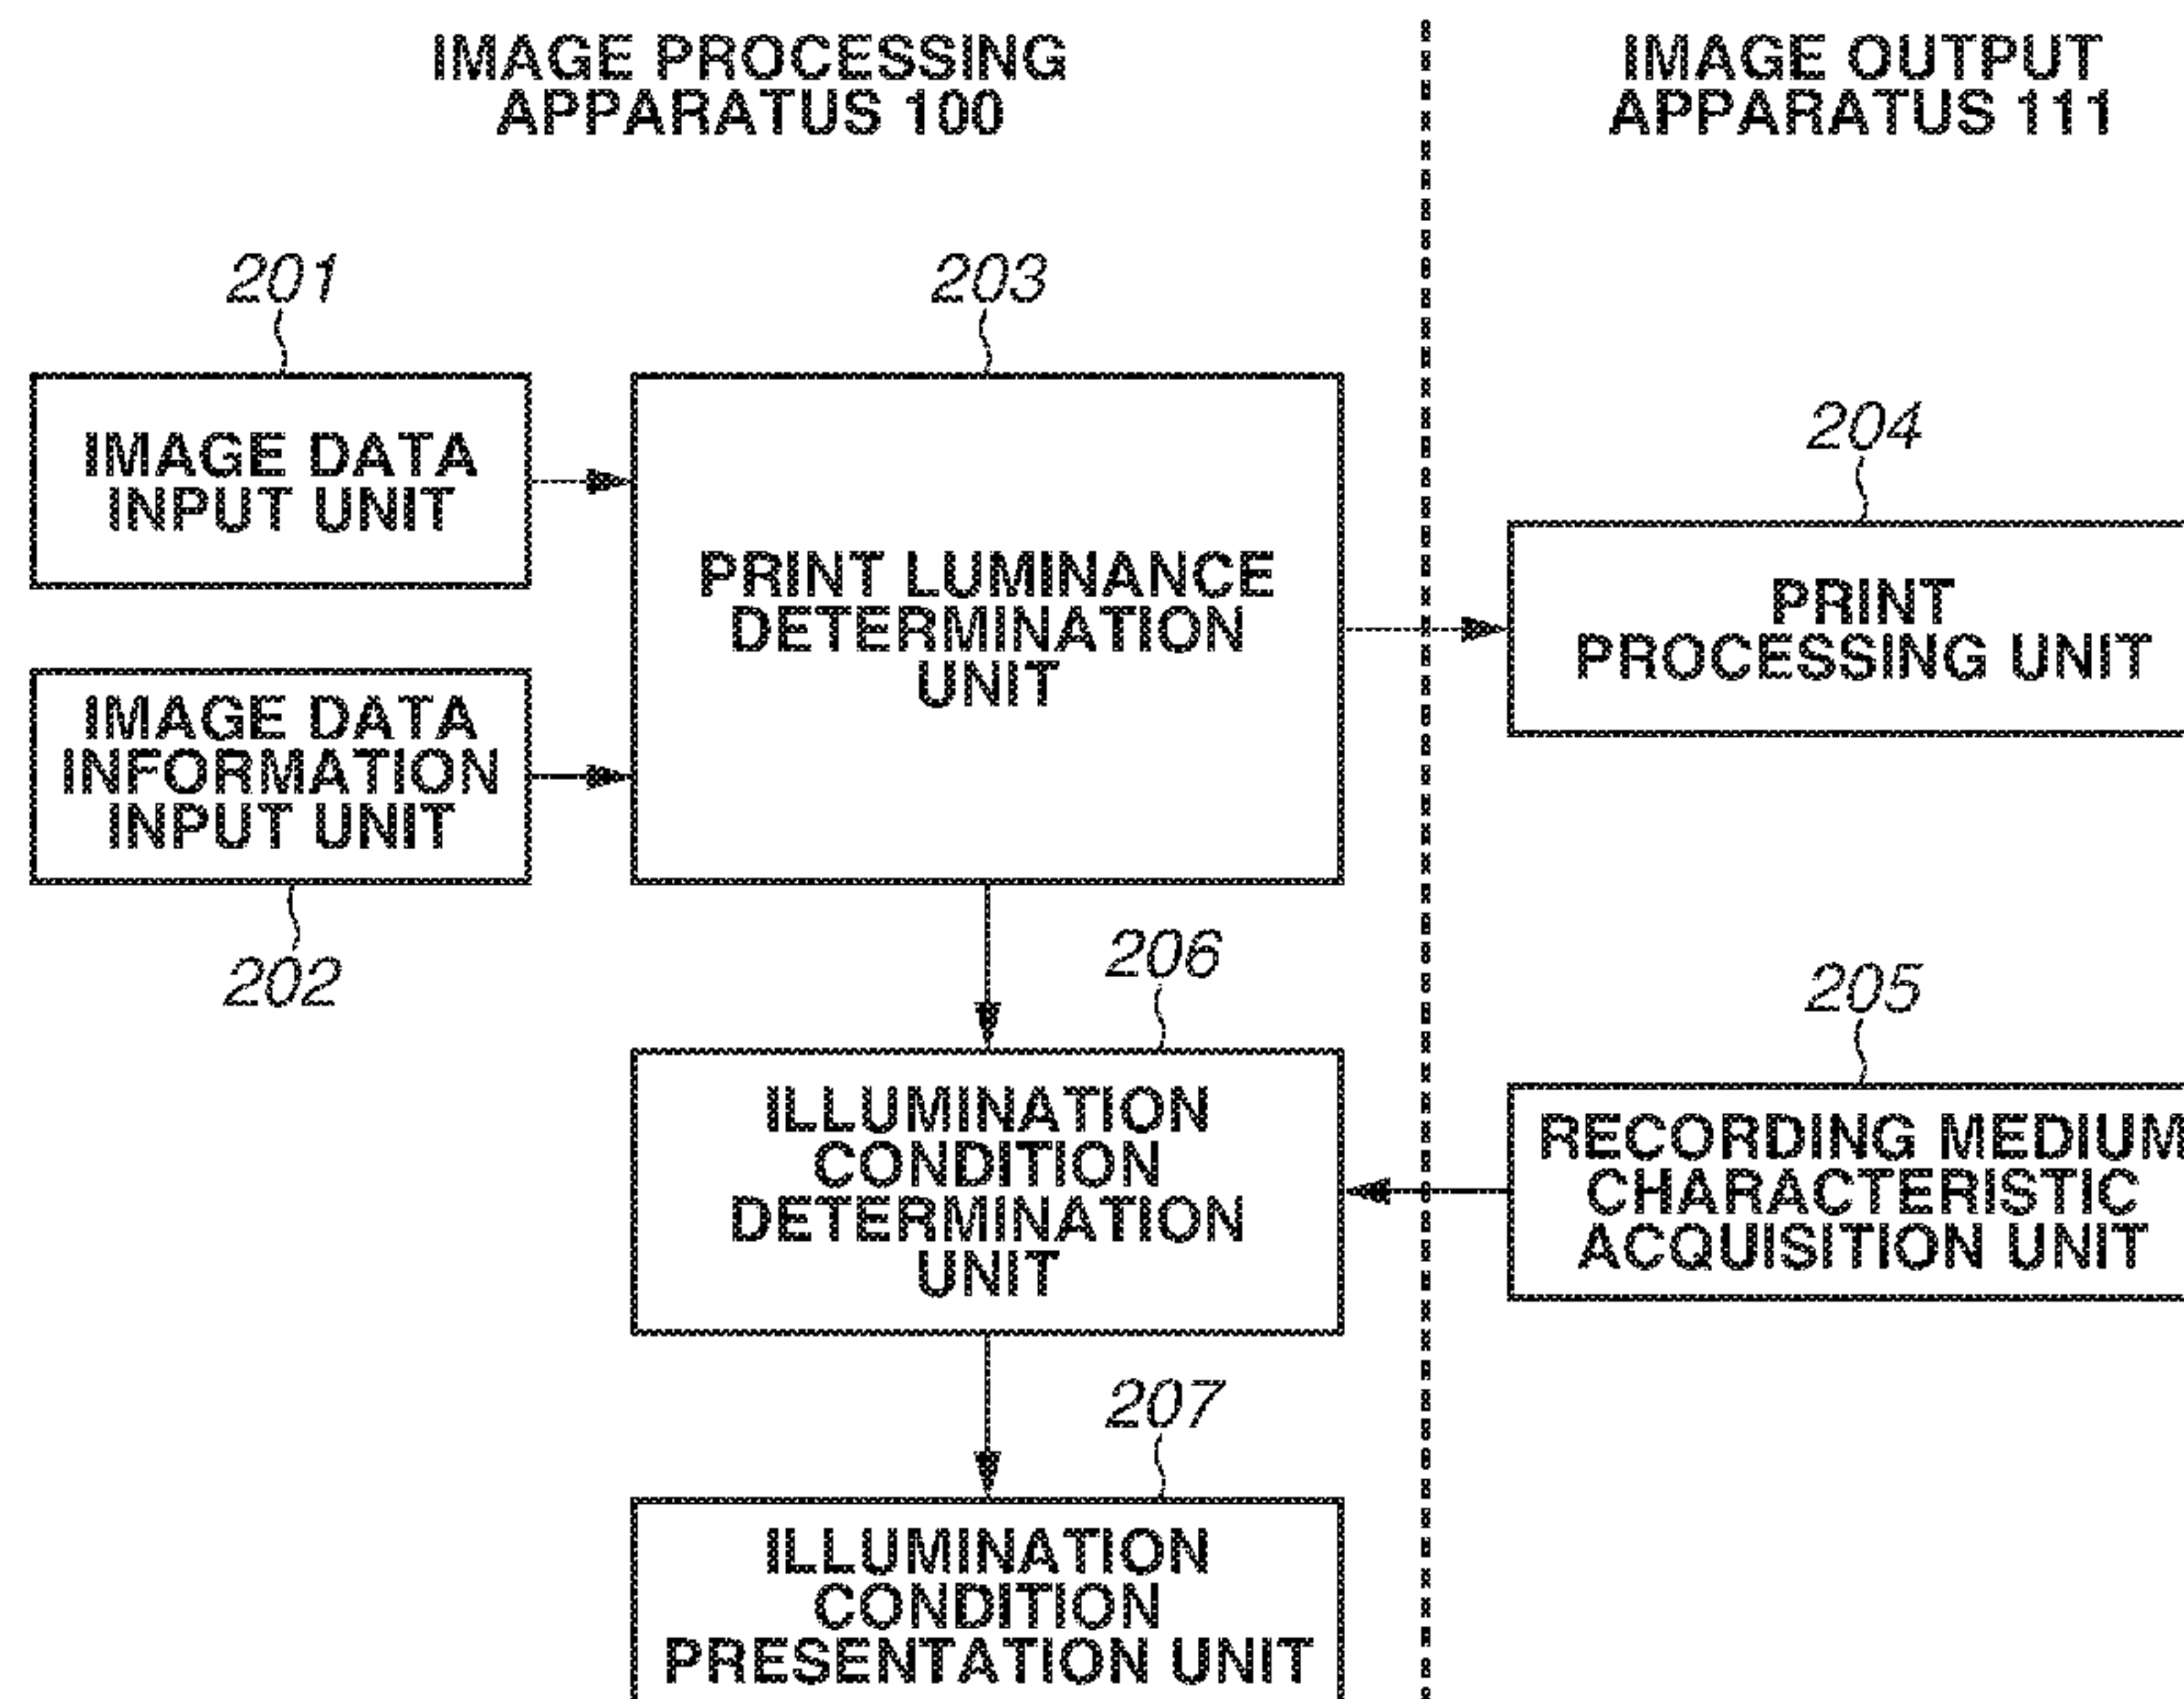 IMAGE PROCESSING
APPARATUS 100
IMAGE OUTPUT
APPARATUS 111
201
IMAGE DATA
INPUT UNIT
203
PRINT LUMINANCE
DETERMINATION
UNIT
204
PRINT
PROCESSING UNIT
IMAGE DATA
INFORMATION
INPUT UNIT
202
206
ILLUMINATION
CONDITION
DETERMINATION
UNIT
205
RECORDING MEDIUM
CHARACTERISTIC
ACQUISITION UNIT
207
ILLUMINATION
CONDITION
PRESENTATION UNIT